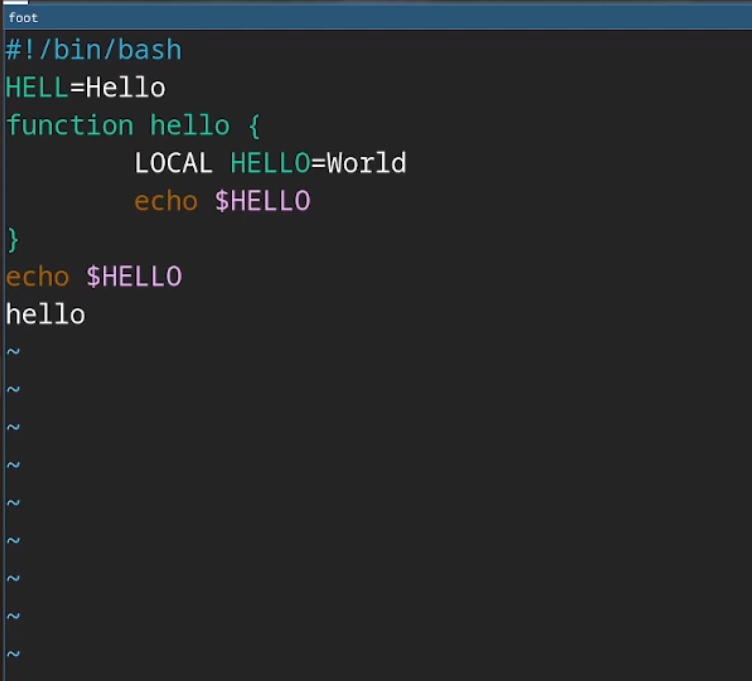 foot
#!/bin/bash
HELL=Hello
function hello {
        LOCAL HELLO=World
        echo $HELLO
}
echo $HELLO
hello
~
~
~
~
~
~
~
~
~